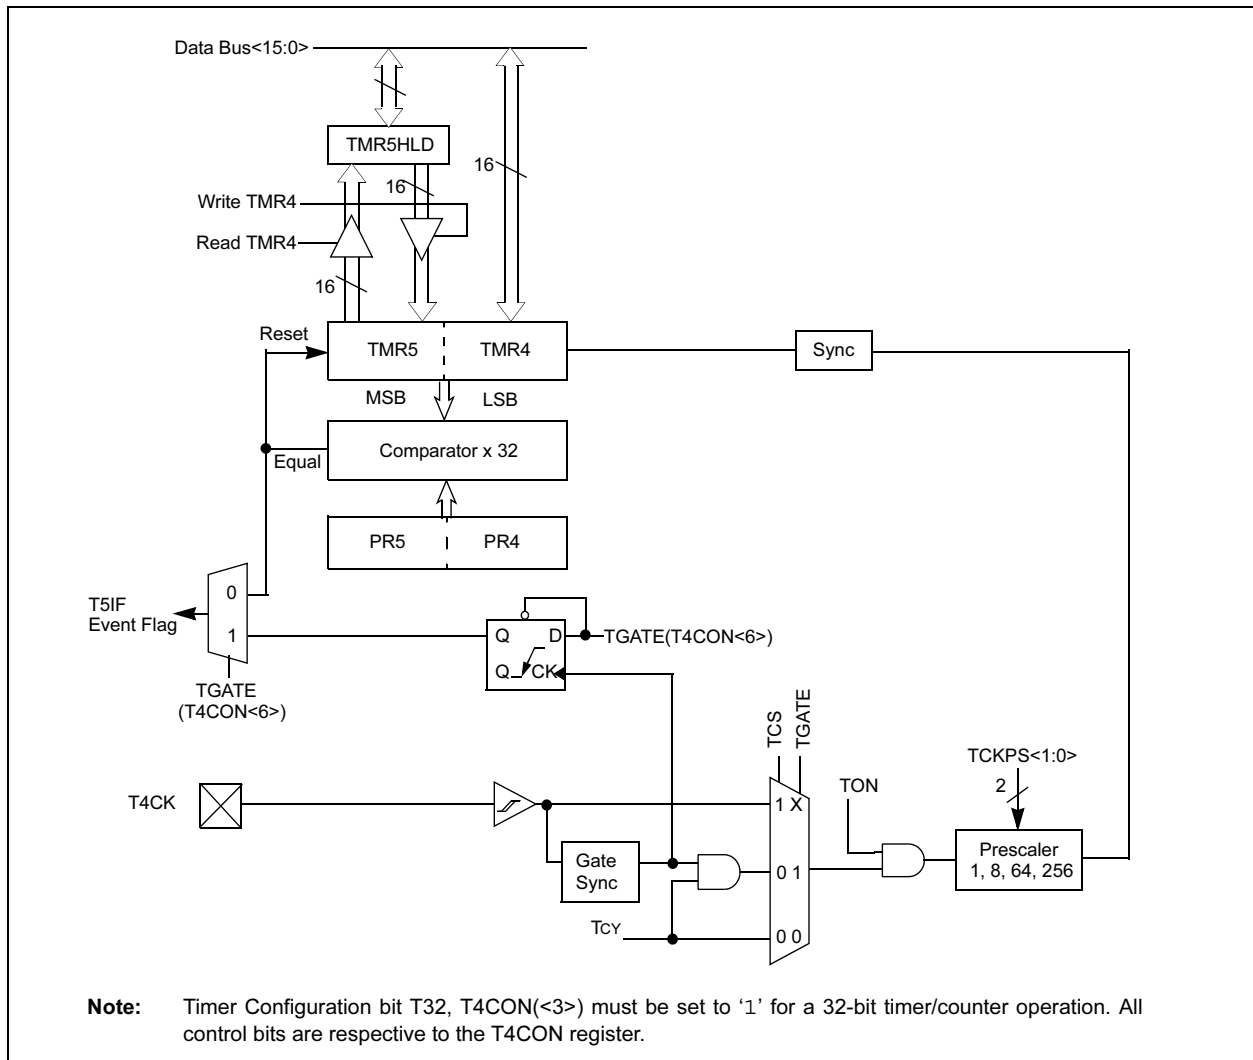 Data Bus<15:0>
TMR5HLD
16
16
Write TMR4
Read TMR4
16
Reset
TMR5
TMR4
Sync
MSB
LSB
Equal
Comparator x 32
PR5
PR4
0
1
T5IF
Event Flag
TGATE
(T4CON<6>)
Q
D
Q
CK
TGATE(T4CON<6>)
TCS
TGATE
TCKPS<1:0>
2
TON
T4CK
1 X
Gate
Sync
0 1
Prescaler
1, 8, 64, 256
TCY
0 0
Note: Timer Configuration bit T32, T4CON(<3>) must be set to ‘1’ for a 32-bit timer/counter operation. All
control bits are respective to the T4CON register.